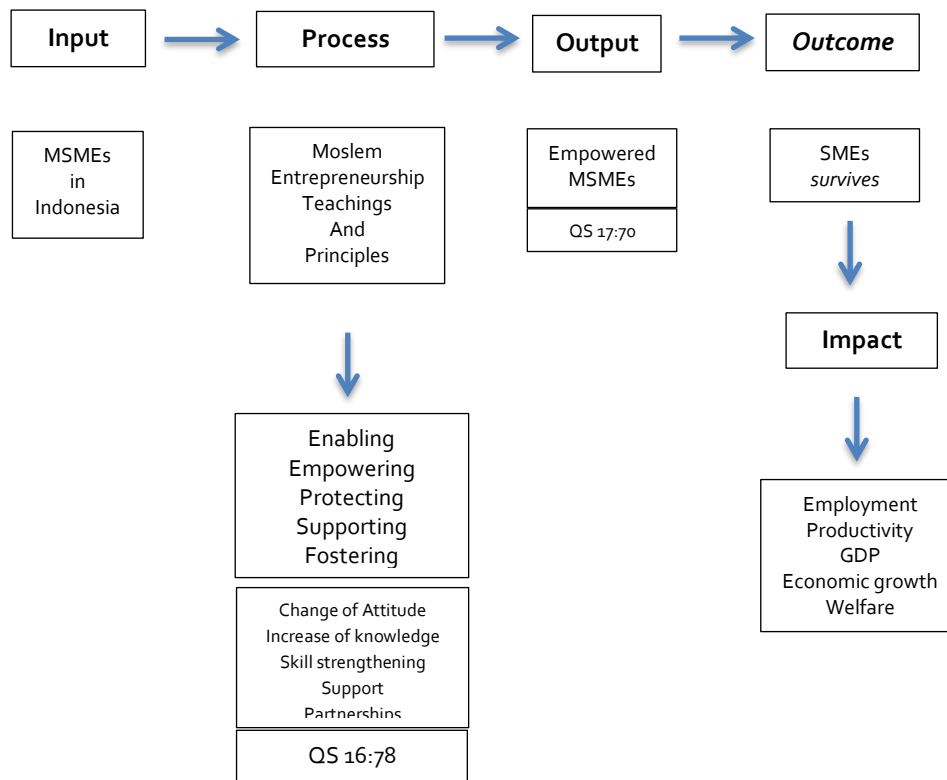 Input
Process
Output
Outcome
MSMEs
in
Indonesia
Moslem
Entrepreneurship
Teachings
And
Principles
Empowered
MSMEs
QS 17:70
SMEs
survives
Impact
Enabling
Empowering
Protecting
Supporting
Fostering
Change of Attitude
Increase of knowledge
Skill strengthening
Support
Partnerships
QS 16:78
Employment
Productivity
GDP
Economic growth
Welfare